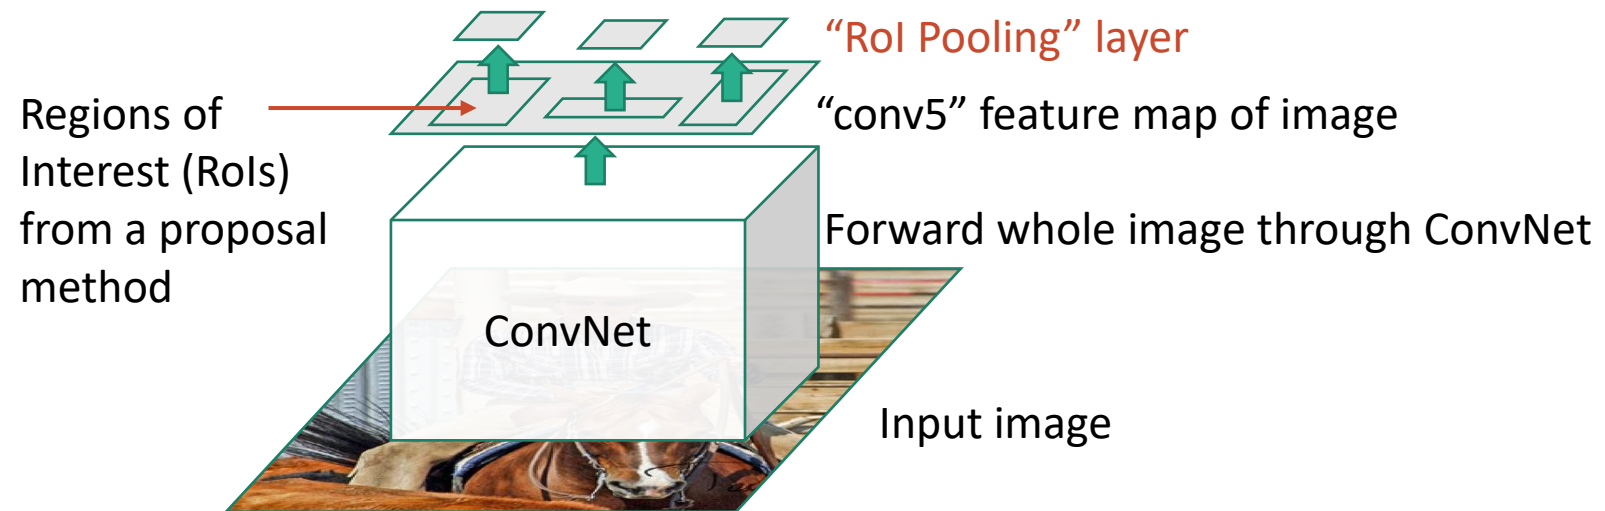 “RoI Pooling” layer
Regions of
Interest (RoIs)
from a proposal
method
“conv5” feature map of image
Forward whole image through ConvNet
ConvNet
Input image